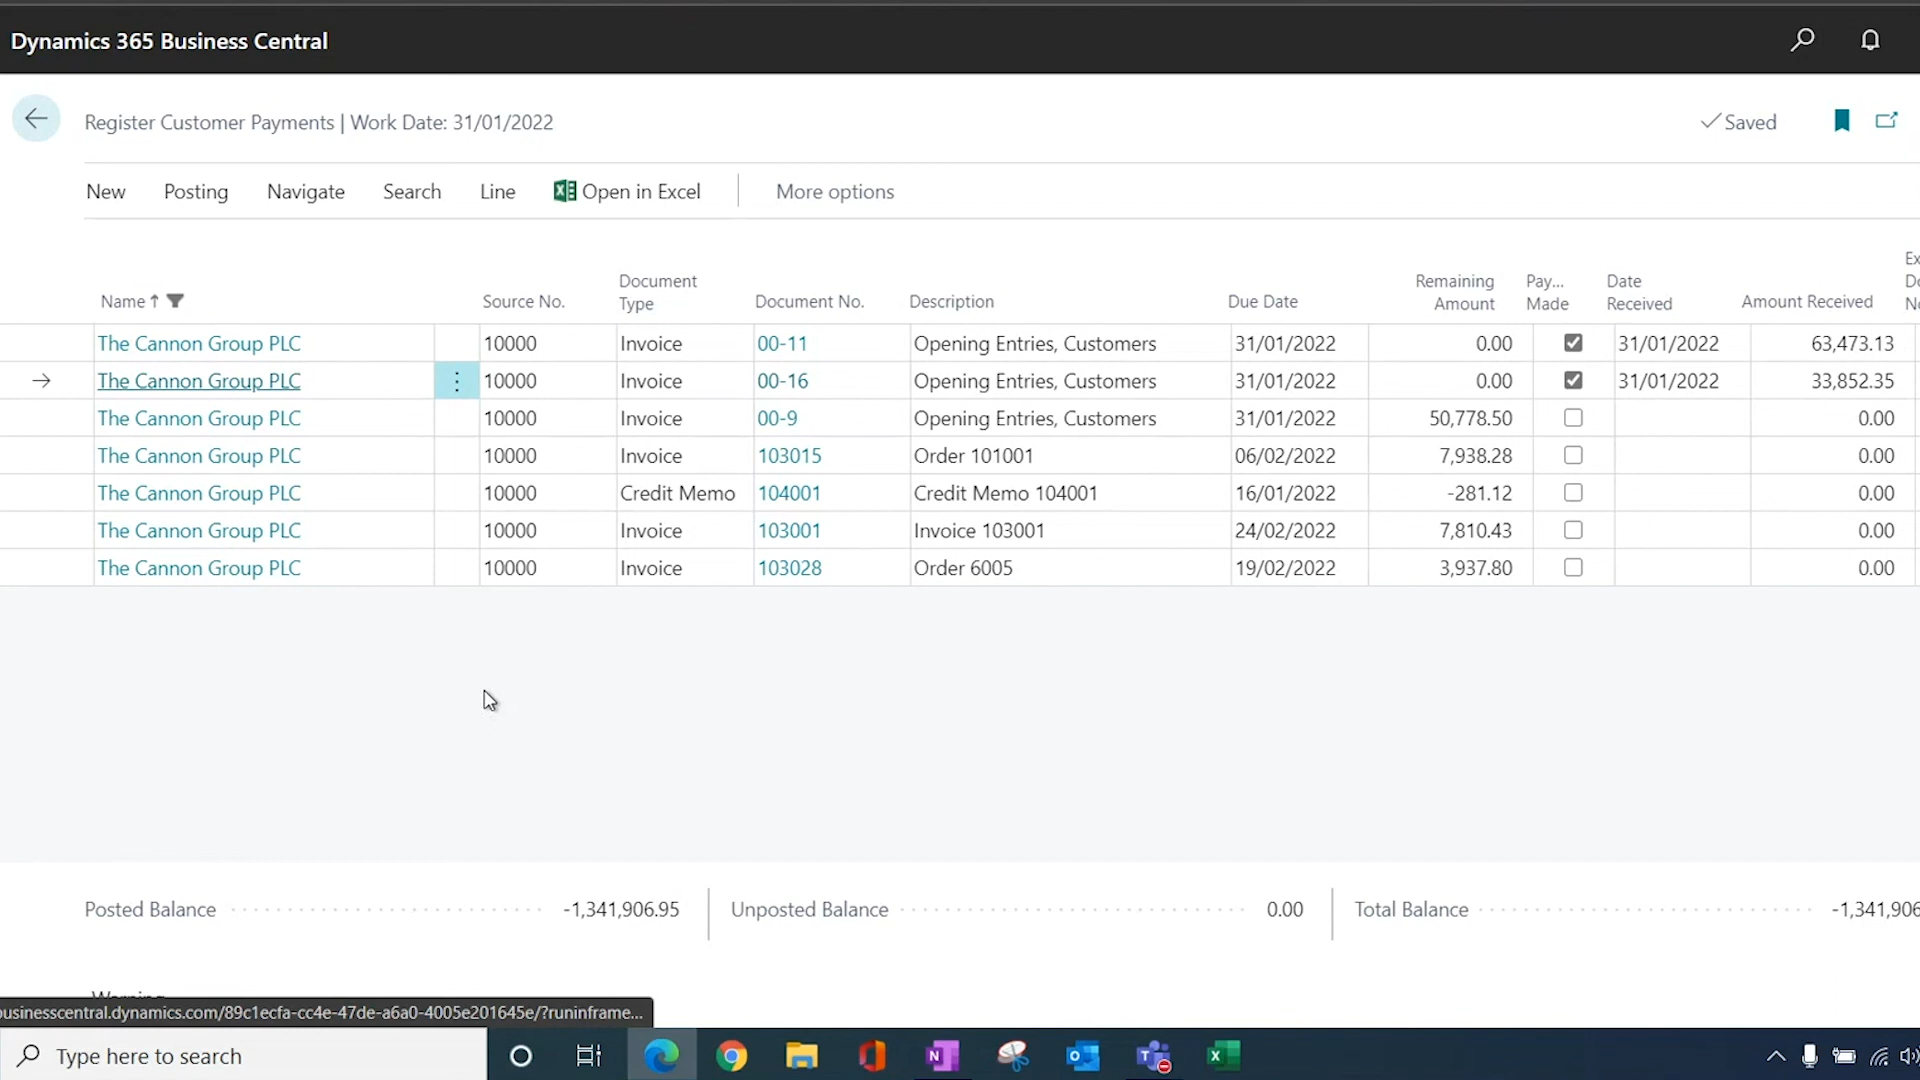 Dynamics 365 Business Central
Register Customer Payments | Work Date: 31/01/2022
Saved
New Posting Navigate Search Line Open in Excel More options
Name Source No. Document Type Document No. Description Due Date Remaining Amount Pay... Made Date Received Amount Received
The Cannon Group PLC 10000 Invoice 00-11 Opening Entries, Customers 31/01/2022 0.00 31/01/2022 63,473.13
The Cannon Group PLC 10000 Invoice 00-16 Opening Entries, Customers 31/01/2022 0.00 31/01/2022 33,852.35
The Cannon Group PLC 10000 Invoice 00-9 Opening Entries, Customers 31/01/2022 50,778.50 0.00
The Cannon Group PLC 10000 Invoice 103015 Order 101001 06/02/2022 7,938.28 0.00
The Cannon Group PLC 10000 Credit Memo 104001 Credit Memo 104001 16/01/2022 -281.12 0.00
The Cannon Group PLC 10000 Invoice 103001 Invoice 103001 24/02/2022 7,810.43 0.00
The Cannon Group PLC 10000 Invoice 103028 Order 6005 19/02/2022 3,937.80 0.00
Posted Balance -1,341,906.95 Unposted Balance 0.00 Total Balance -1,341,906
businesscentral.dynamics.com/89c1ecfa-cc4e-47de-a6a0-4005e201645e/?runinframe...
Type here to search